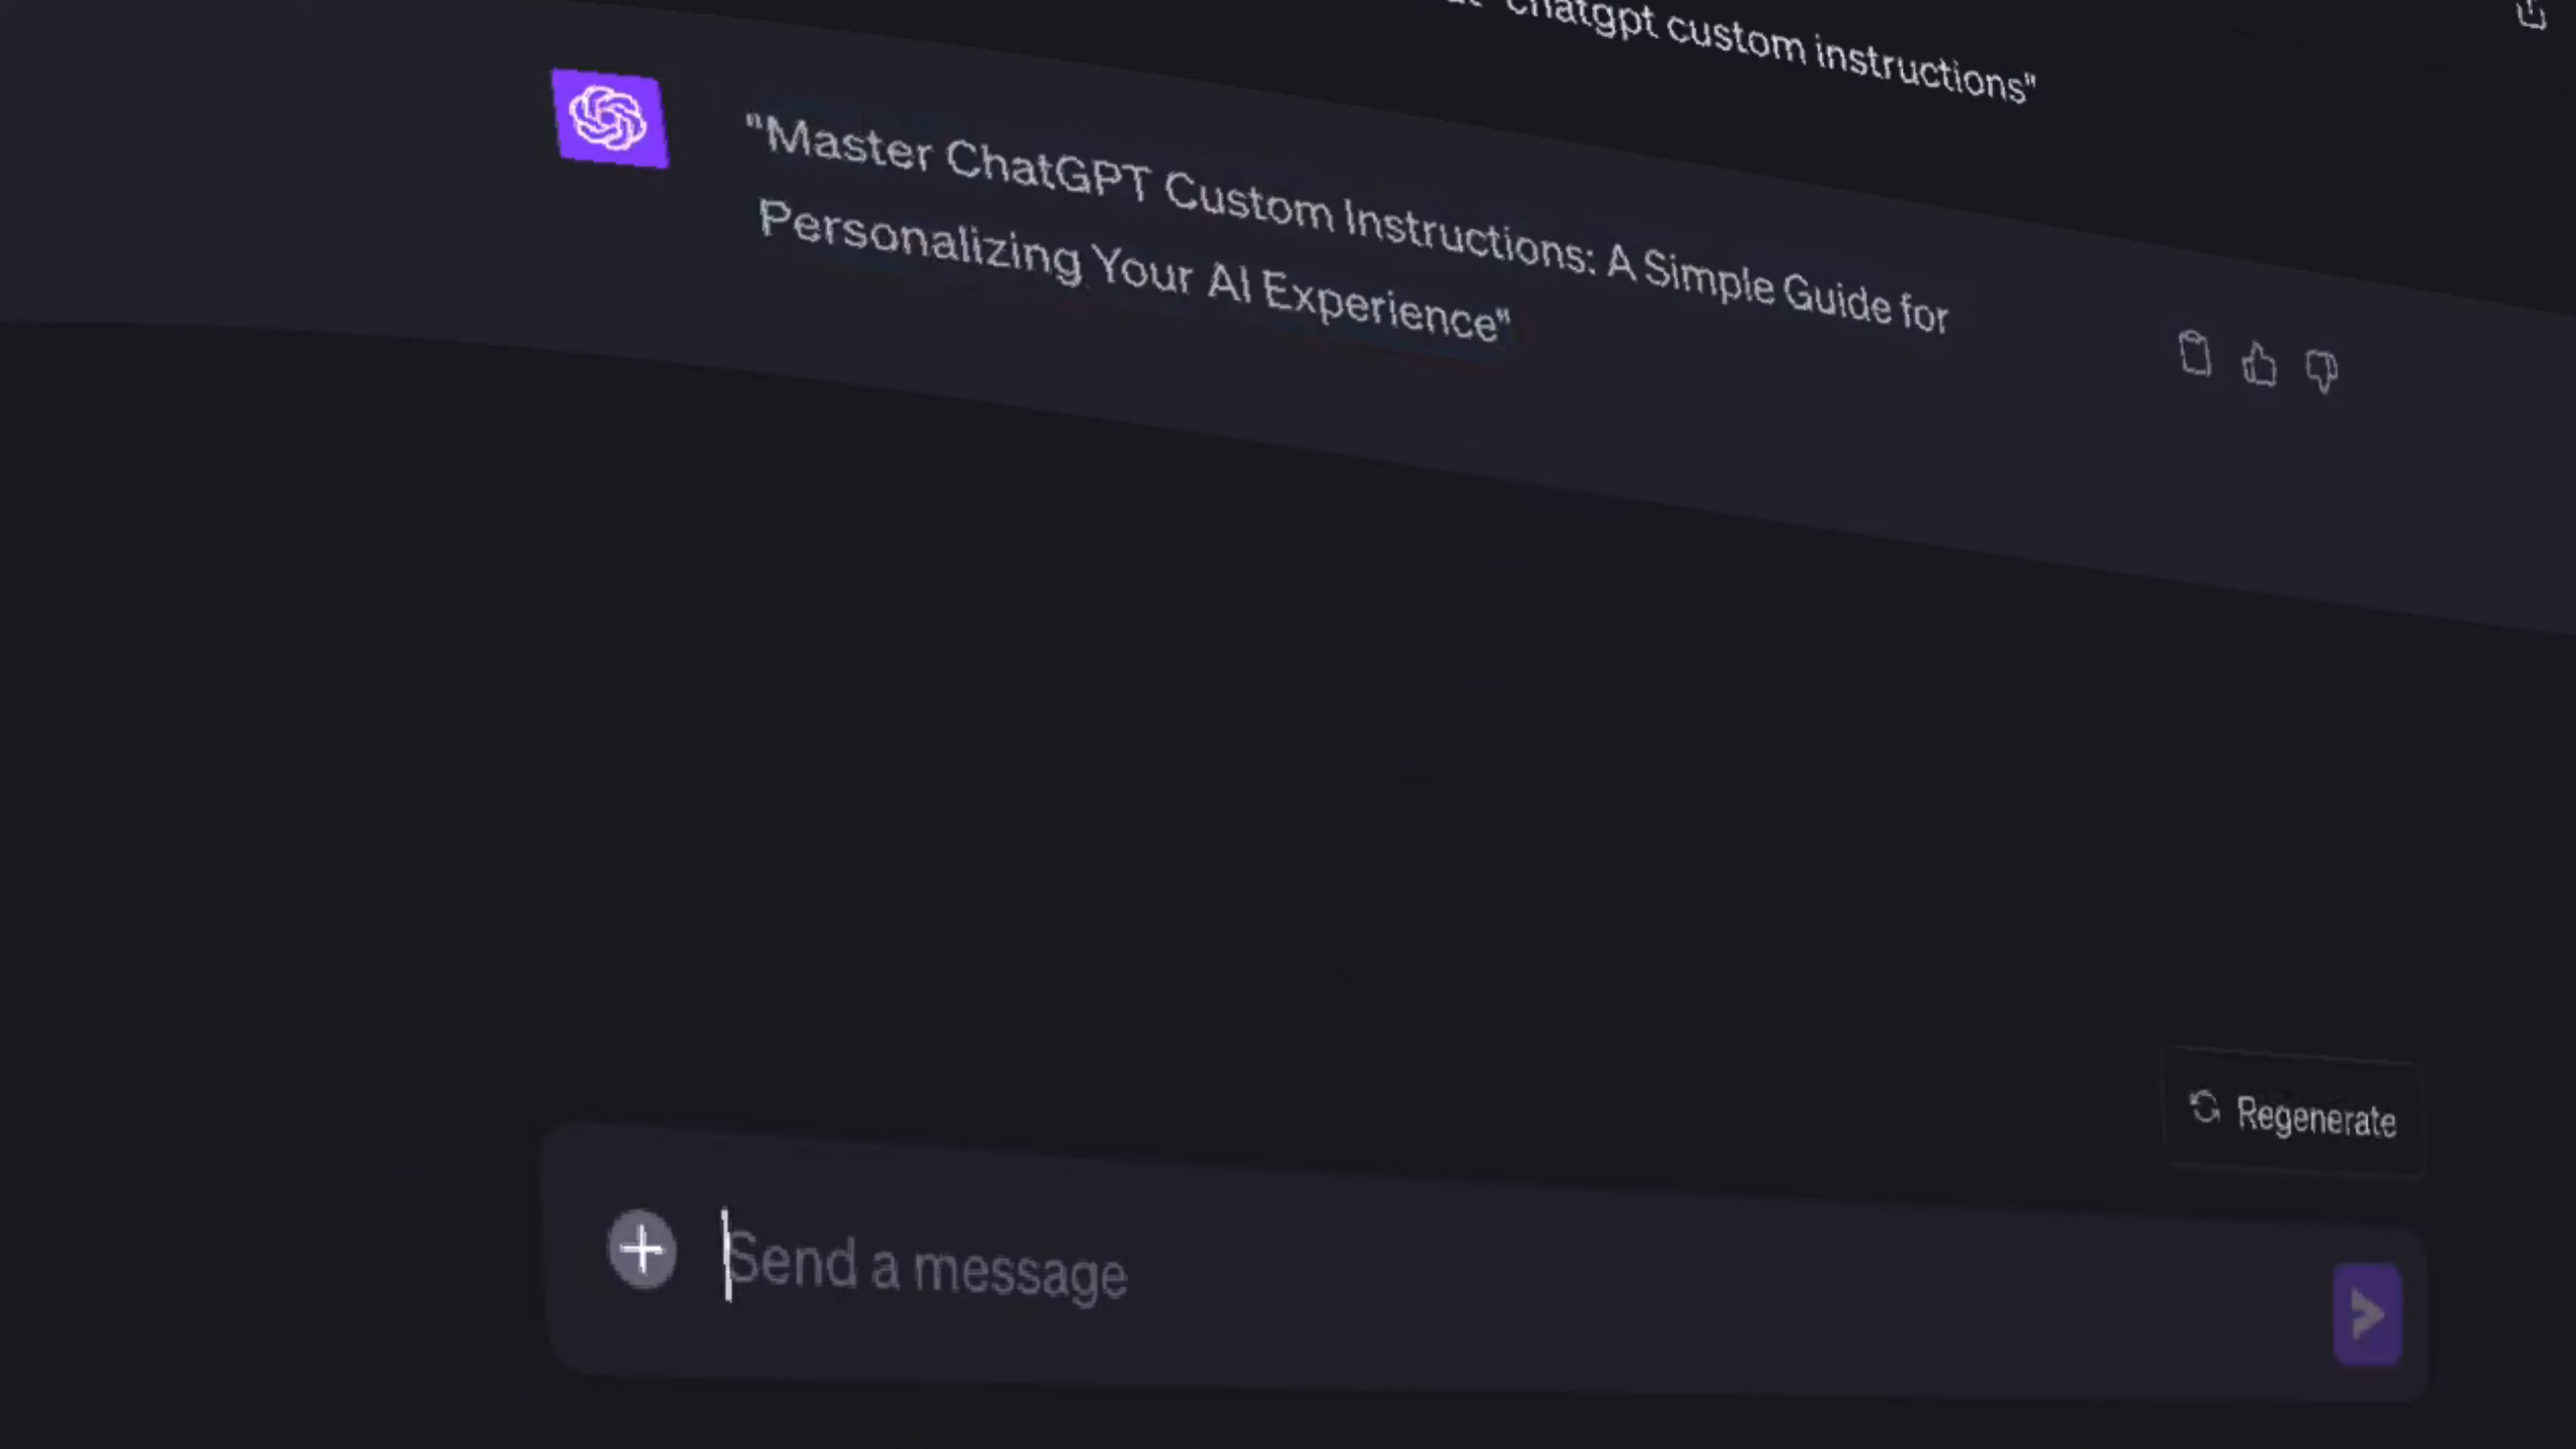 chatgpt custom instructions"
"Master ChatGPT Custom Instructions: A Simple Guide for
Personalizing Your AI Experience"
Regenerate
Send a message